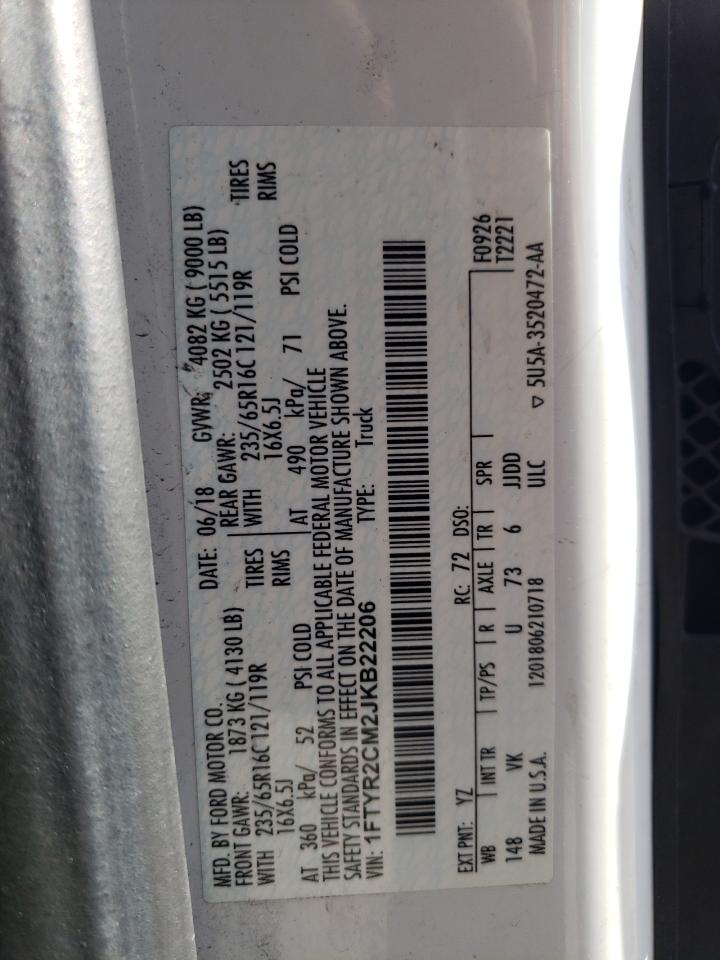 MFD. BY FORD MOTOR CO. DATE: 06/18 GVWR: 4082 KG ( 9000 LB)
FRONT GAWR: 1873 KG ( 4130 LB) REAR GAWR: 2502 KG ( 5515 LB)
WITH 235/65R16C 121/119R TIRES WITH 235/65R16C 121/119R TIRES
16X6.5J RIMS 16X6.5J RIMS
AT 360 kPa/ 52 PSI COLD AT 490 kPa/ 71 PSI COLD
THIS VEHICLE CONFORMS TO ALL APPLICABLE FEDERAL MOTOR VEHICLE
SAFETY STANDARDS IN EFFECT ON THE DATE OF MANUFACTURE SHOWN ABOVE.
VIN: 1FTYR2CM2JKB22206 TYPE: Truck
EXT PNT: YZ RC: 72 DSO: F0926
WB INT TR TP/PS R AXLE TR SPR T2221
148 VK U 73 6 JJDD
MADE IN U.S.A. 1201806210718 ULC ▽ 5U5A-3520472-AA